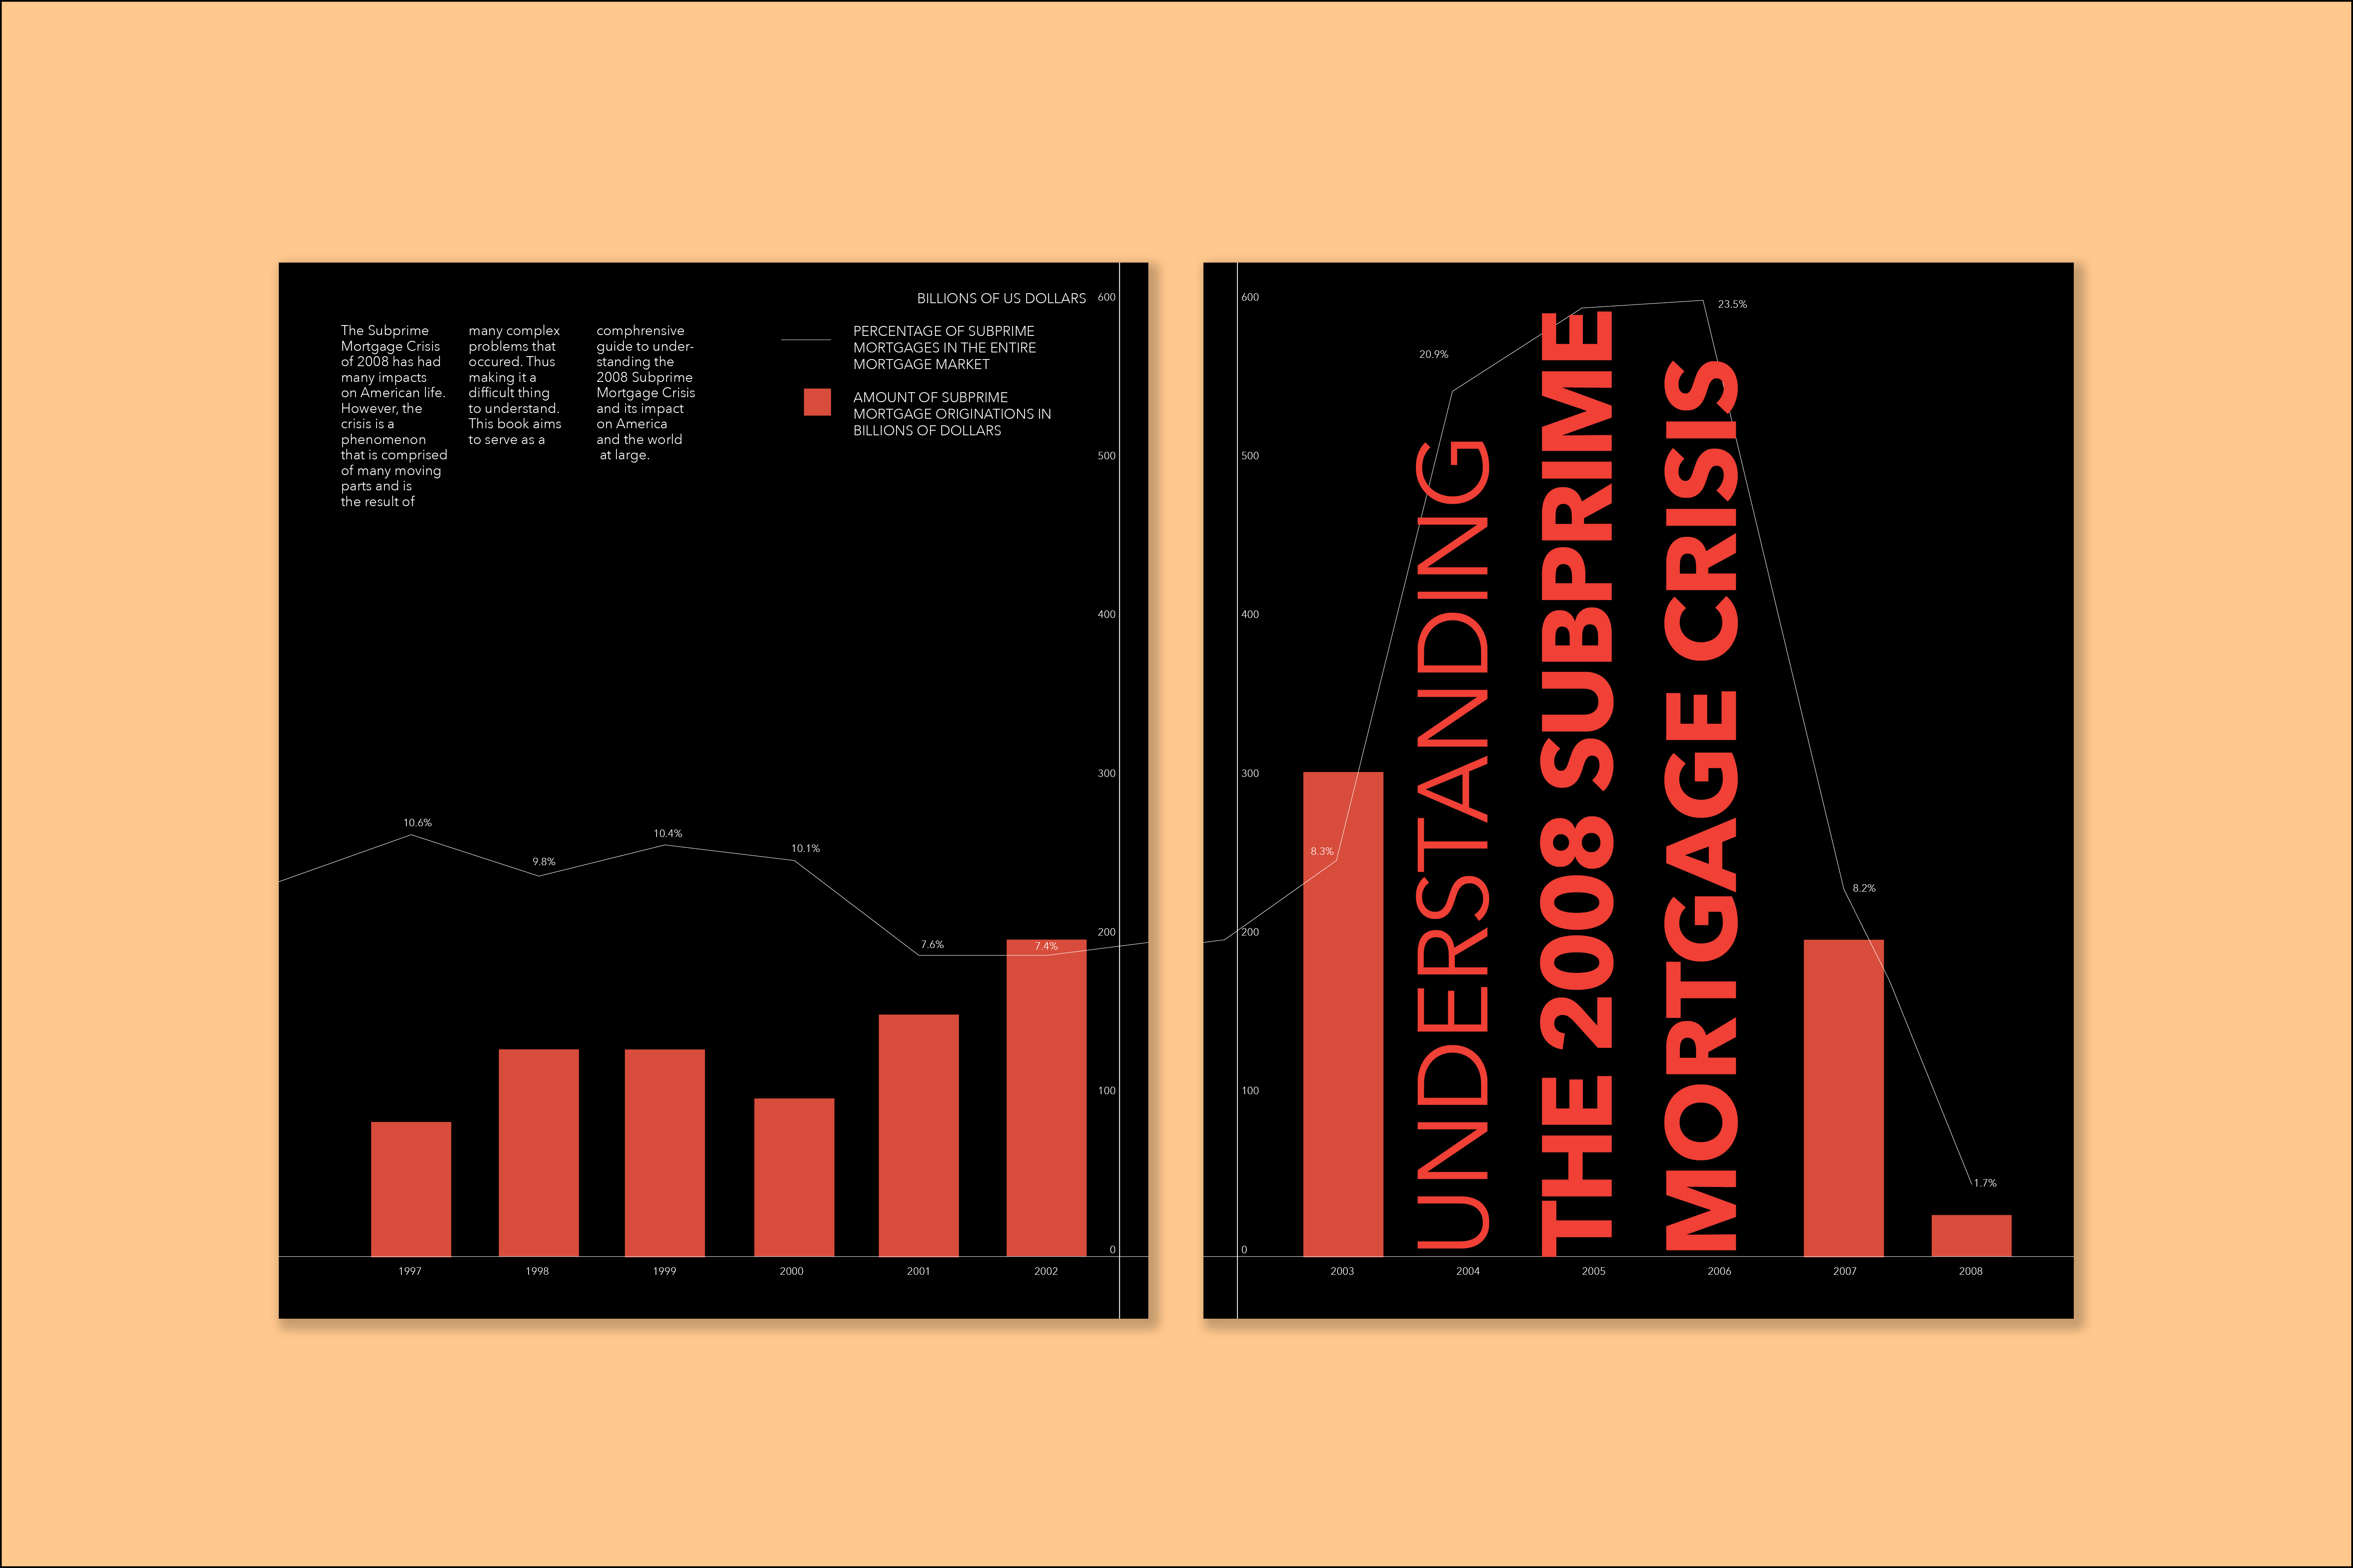 The Subprime
Mortgage Crisis
of 2008 has had
many impacts
on American life.
However, the
crisis is a
phenomenon
that is comprised
of many moving
parts and is
the result of
many complex
problems that
occured. Thus
making it a
difficult thing
to understand.
This book aims
to serve as a
comphrensive
guide to under-
standing the
2008 Subprime
Mortgage Crisis
and its impact
on America
and the world
at large.
BILLIONS OF US DOLLARS
PERCENTAGE OF SUBPRIME
MORTGAGES IN THE ENTIRE
MORTGAGE MARKET
AMOUNT OF SUBPRIME
MORTGAGE ORIGINATIONS IN
BILLIONS OF DOLLARS
600
500
400
300
200
100
0
10.6%
9.8%
10.4%
10.1%
7.6%
7.4%
1997
1998
1999
2000
2001
2002
600
500
400
300
200
100
0
UNDERSTANDING
THE 2008 SUBPRIME
MORTGAGE CRISIS
8.3%
20.9%
23.5%
8.2%
1.7%
2003
2004
2005
2006
2007
2008